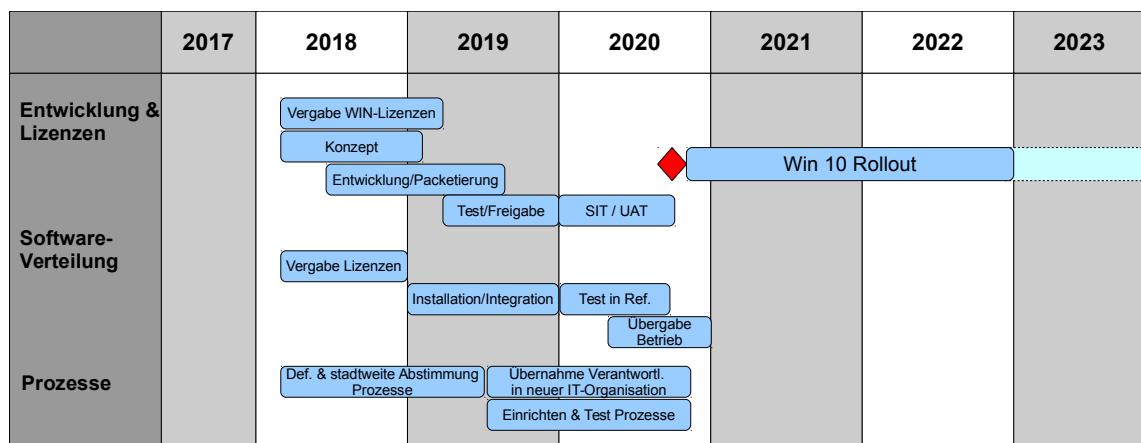 2017 2018 2019 2020 2021 2022 2023
Entwicklung &
Lizenzen
Vergabe WIN-Lizenzen
Konzept
Win 10 Rollout
Entwicklung/Packetierung
Test/Freigabe SIT / UAT
Software-
Verteilung
Vergabe Lizenzen
Installation/Integration Test in Ref.
Übergabe
Betrieb
Prozesse
Def. & stadtweite Abstimmung
Prozesse
Übernahme Verantwortl.
in neuer IT-Organisation
Einrichten & Test Prozesse